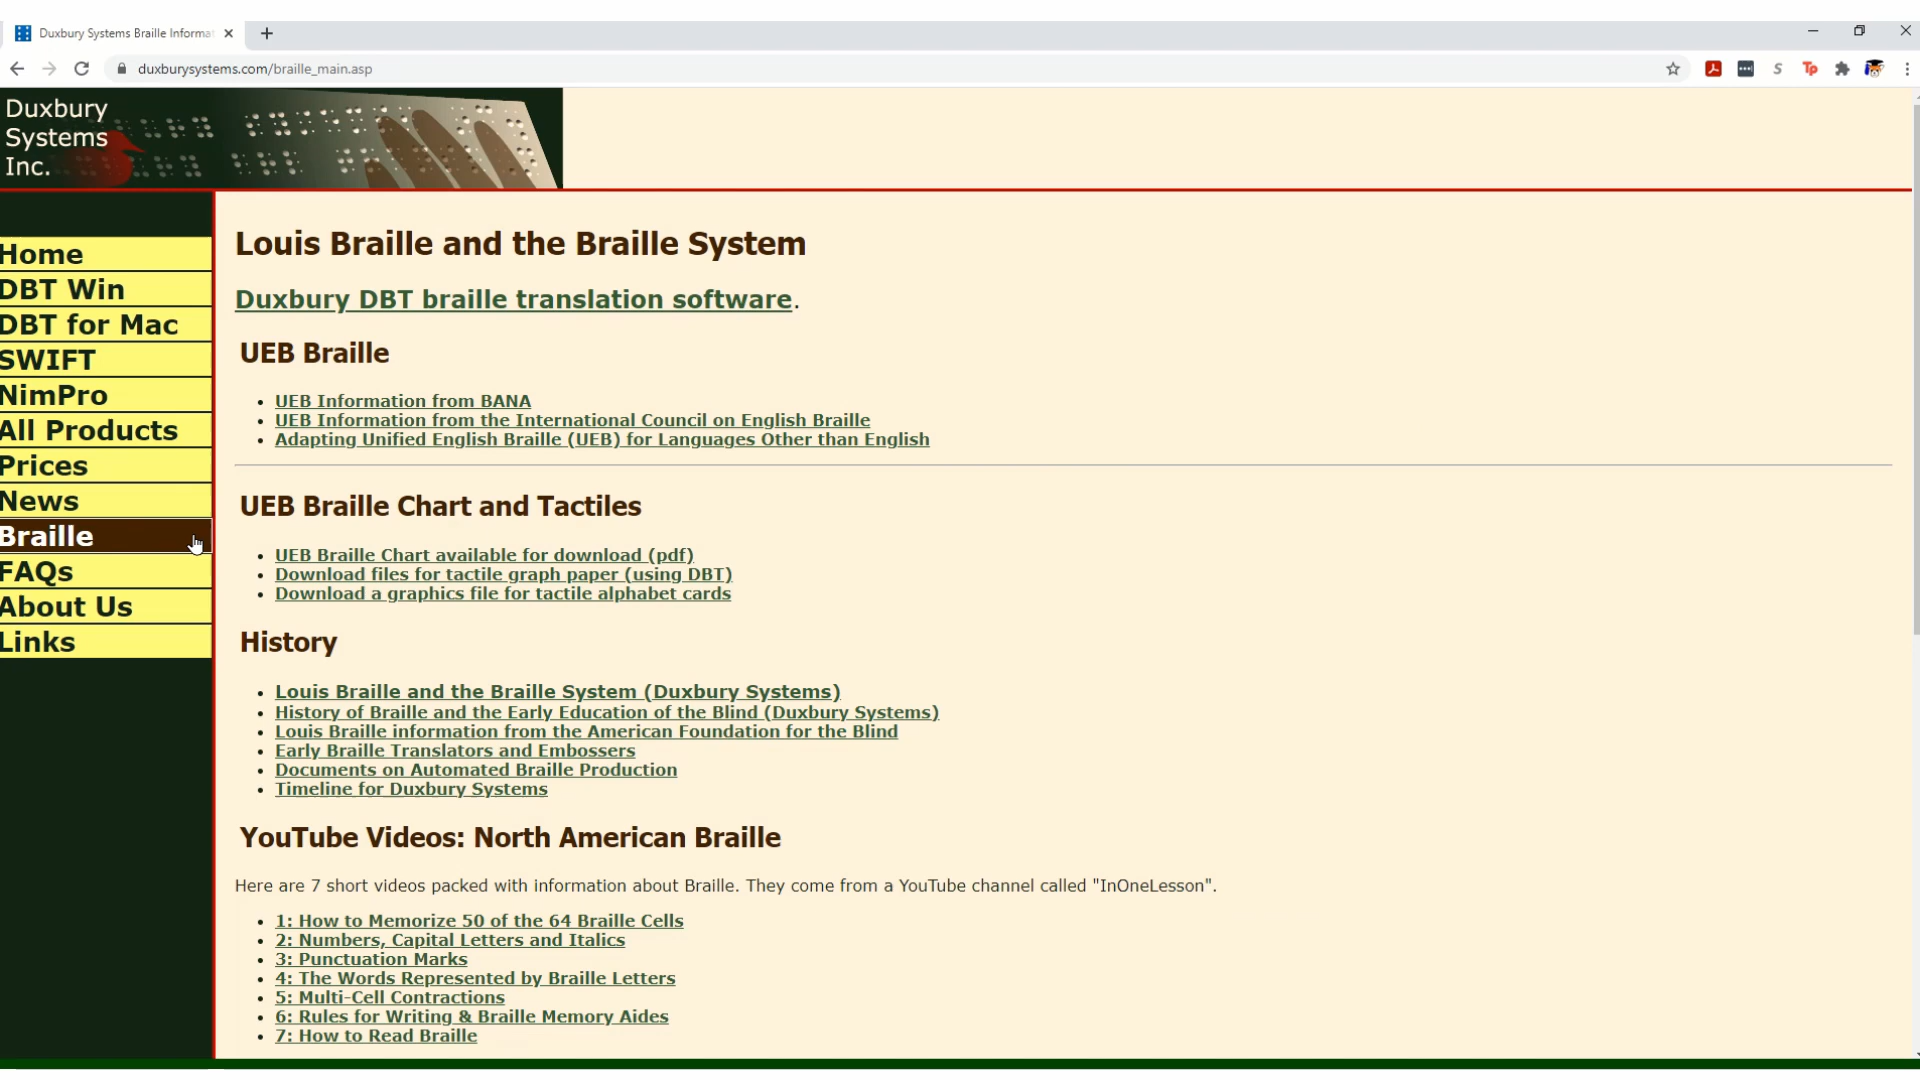 Duxbury Systems Braille Informat
duxburysystems.com/braille_main.asp
Duxbury
Systems
Inc.
Home
DBT Win
DBT for Mac
SWIFT
NimPro
All Products
Prices
News
Braille
FAQs
About Us
Links
Louis Braille and the Braille System
Duxbury DBT braille translation software.
UEB Braille
• UEB Information from BANA
• UEB Information from the International Council on English Braille
• Adapting Unified English Braille (UEB) for Languages Other than English
UEB Braille Chart and Tactiles
• UEB Braille Chart available for download (pdf)
• Download files for tactile graph paper (using DBT)
• Download a graphics file for tactile alphabet cards
History
• Louis Braille and the Braille System (Duxbury Systems)
• History of Braille and the Early Education of the Blind (Duxbury Systems)
• Louis Braille information from the American Foundation for the Blind
• Early Braille Translators and Embossers
• Documents on Automated Braille Production
• Timeline for Duxbury Systems
YouTube Videos: North American Braille
Here are 7 short videos packed with information about Braille. They come from a YouTube channel called "InOneLesson".
• 1: How to Memorize 50 of the 64 Braille Cells
• 2: Numbers, Capital Letters and Italics
• 3: Punctuation Marks
• 4: The Words Represented by Braille Letters
• 5: Multi-Cell Contractions
• 6: Rules for Writing & Braille Memory Aides
• 7: How to Read Braille